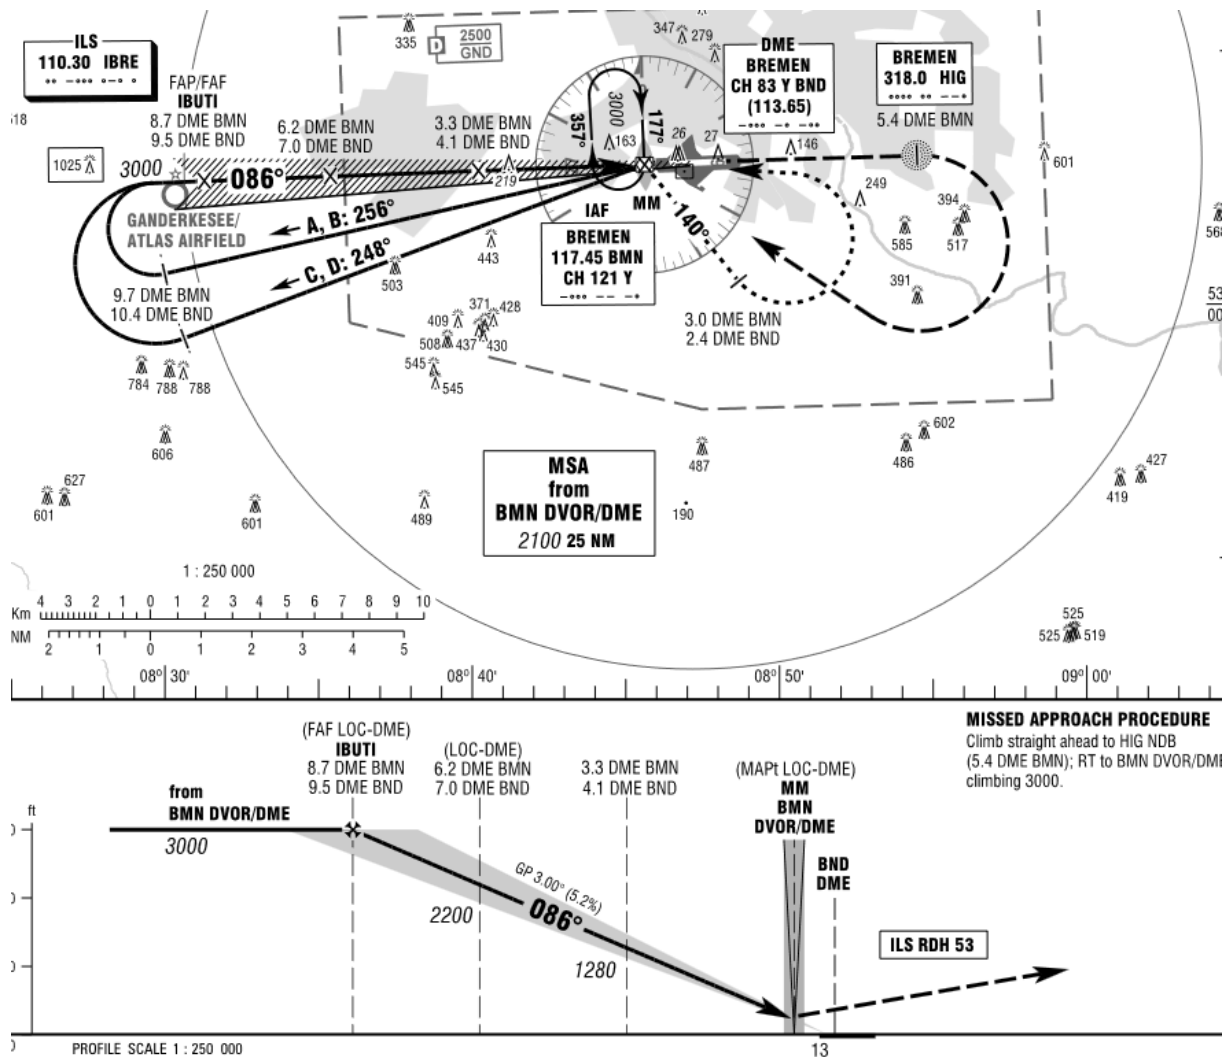 335
2500
GND
D
347
279
ILS
110.30 IBRE
FAP/FAF
IBUTI
8.7 DME BMN
9.5 DME BND
6.2 DME BMN
7.0 DME BND
3.3 DME BMN
4.1 DME BND
DME
BREMEN
CH 83 Y BND
(113.65)
BREMEN
318.0 HIG
5.4 DME BMN
357°
3000
177°
163
26
27
146
601
1025
3000
086°
219
249
394
GANDERKESEE/
ATLAS AIRFIELD
A, B: 256°
C, D: 248°
IAF
MM
140°
BREMEN
117.45 BMN
CH 121 Y
585
517
568
443
503
391
9.7 DME BMN
10.4 DME BND
371
428
409
508
437
430
3.0 DME BMN
2.4 DME BND
53
00
545
545
784
788
788
606
602
487
486
MSA
from
BMN DVOR/DME
2100 25 NM
627
601
601
489
190
427
419
1 : 250 000
Km
4 3 2 1 0 1 2 3 4 5 6 7 8 9 10
NM
2 1 0 1 2 3 4 5
525
525
519
08° 30'
08° 40'
08° 50'
09° 00'
(FAF LOC-DME)
IBUTI
8.7 DME BMN
9.5 DME BND
(LOC-DME)
6.2 DME BMN
7.0 DME BND
3.3 DME BMN
4.1 DME BND
(MAPt LOC-DME)
MM
BMN
DVOR/DME
MISSED APPROACH PROCEDURE
Climb straight ahead to HIG NDB
(5.4 DME BMN); RT to BMN DVOR/DME
climbing 3000.
from
BMN DVOR/DME
ft
3000
GP 3.00° (5.2%)
086°
2200
1280
BND
DME
ILS RDH 53
PROFILE SCALE 1 : 250 000
13